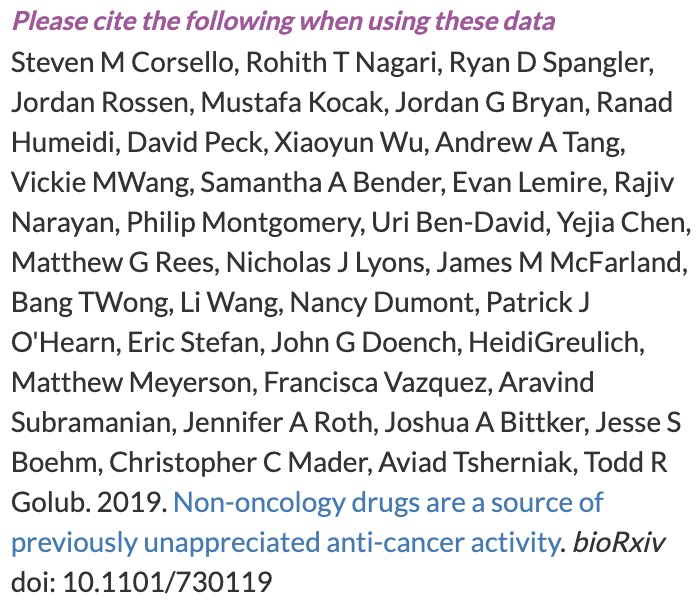 Please cite the following when using these data
Steven M Corsello, Rohith T Nagari, Ryan D Spangler,
Jordan Rossen, Mustafa Kocak, Jordan G Bryan, Ranad
Humeidi, David Peck, Xiaoyun Wu, Andrew A Tang,
Vickie MWang, Samantha A Bender, Evan Lemire, Rajiv
Narayan, Philip Montgomery, Uri Ben-David, Yejia Chen,
Matthew G Rees, Nicholas J Lyons, James M McFarland,
Bang TWong, Li Wang, Nancy Dumont, Patrick J
O'Hearn, Eric Stefan, John G Doench, HeidiGreulich,
Matthew Meyerson, Francisca Vazquez, Aravind
Subramanian, Jennifer A Roth, Joshua A Bittker, Jesse S
Boehm, Christopher C Mader, Aviad Tsherniak, Todd R
Golub. 2019. Non-oncology drugs are a source of
previously unappreciated anti-cancer activity. bioRxiv
doi: 10.1101/730119